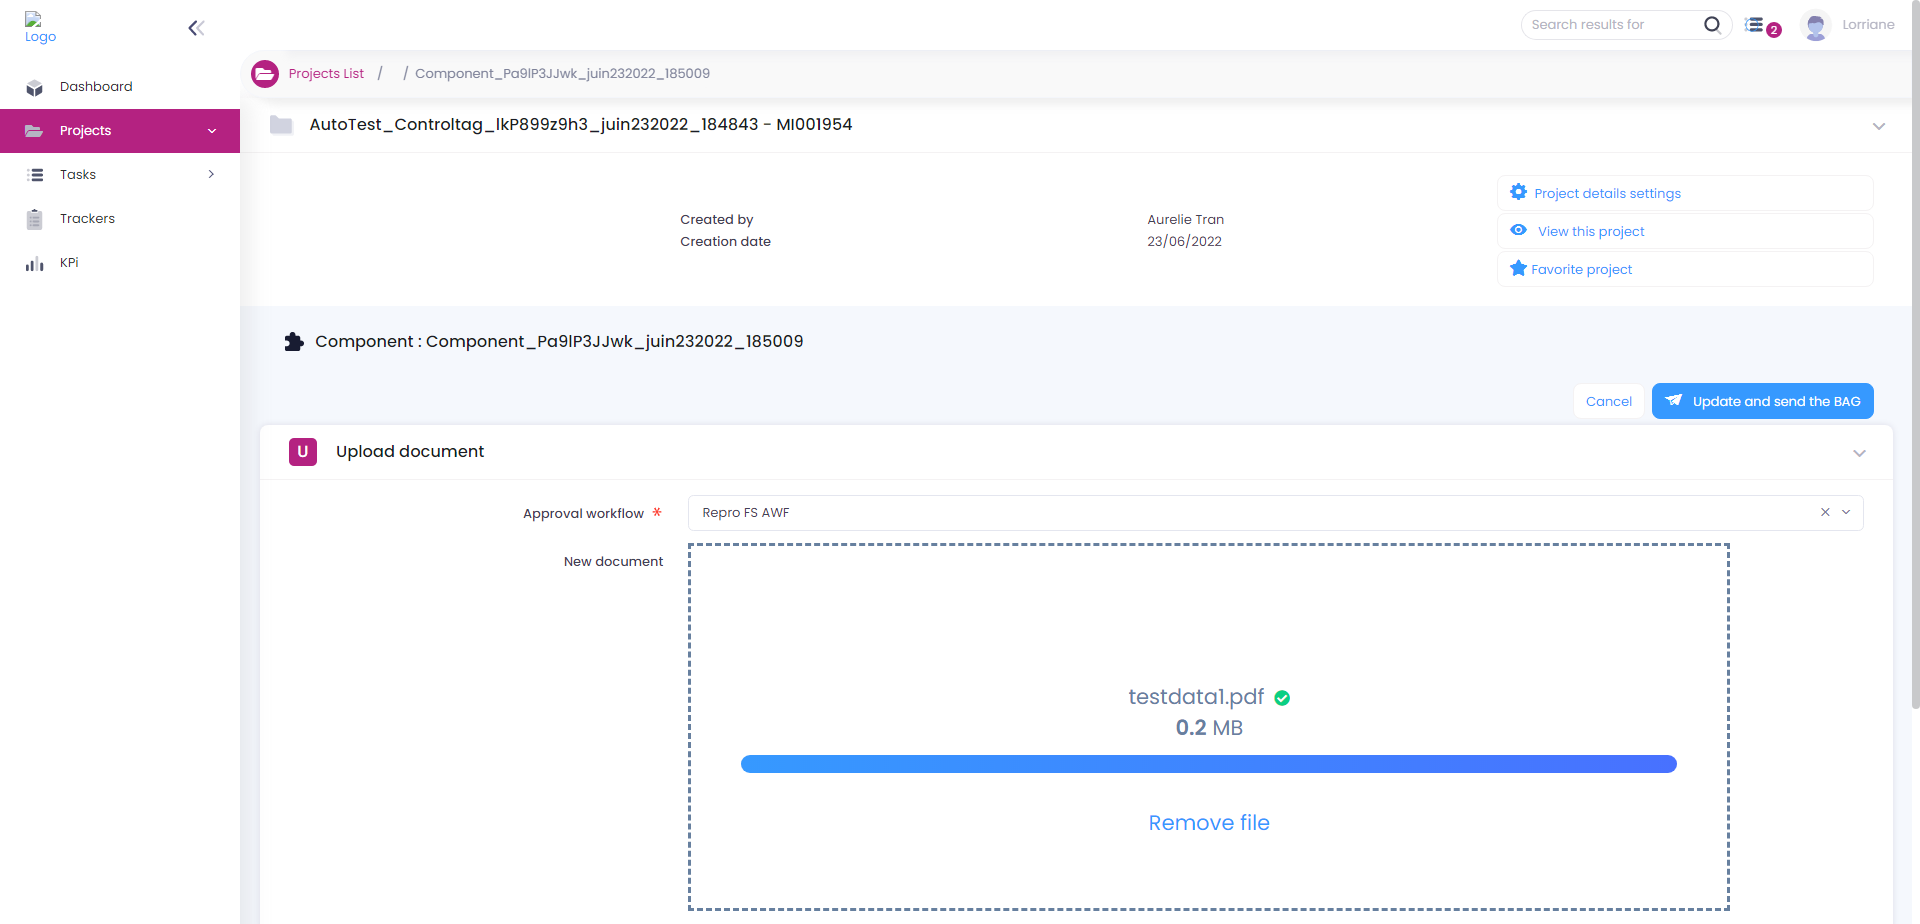 Logo
Search results for
2
Lorriane
Dashboard
Projects
Tasks
Trackers
KPi
Projects List / / Component_Pa9lP3JJwk_juin232022_185009
AutoTest_Controltag_lkP899z9h3_juin232022_184843 - MI001954
Created by
Aurelie Tran
Creation date
23/06/2022
Project details settings
View this project
Favorite project
Component : Component_Pa9lP3JJwk_juin232022_185009
Cancel
Update and send the BAG
U
Upload document
Approval workflow *
Repro FS AWF
New document
testdata1.pdf
0.2 MB
Remove file